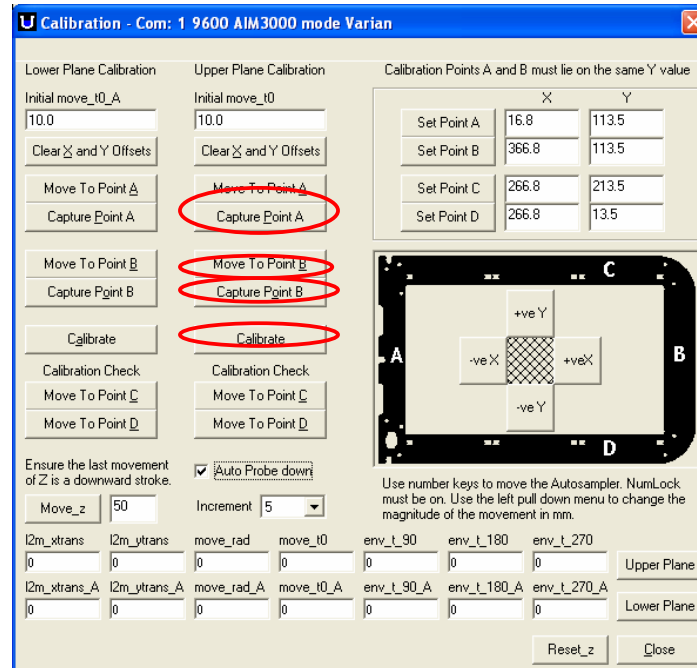 U Calibration - Com: 1 9600 AIM3000 mode Varian
Lower Plane Calibration
Upper Plane Calibration
Calibration Points A and B must lie on the same Y value
Initial move_t0_A
Initial move_t0
X Y
10.0
10.0
Set Point A 16.8 113.5
Clear X and Y Offsets
Clear X and Y Offsets
Set Point B 366.8 113.5
Move To Point A
Move To Point A
Set Point C 266.8 213.5
Capture Point A
Capture Point A
Set Point D 266.8 13.5
Move To Point B
Move To Point B
Capture Point B
Capture Point B
Calibrate
Calibrate
C
+ve Y
A -ve X +veX B
-ve Y
D
Calibration Check
Calibration Check
Move To Point C
Move To Point C
Move To Point D
Move To Point D
Ensure the last movement
of Z is a downward stroke.
Auto Probe down
Use number keys to move the Autosampler. NumLock
must be on. Use the left pull down menu to change the
magnitude of the movement in mm.
Move_z 50
Increment 5
l2m_xtrans l2m_ytrans move_rad move_t0 env_t_90 env_t_180 env_t_270
0 0 0 0 0 0 0 Upper Plane
l2m_xtrans_A l2m_ytrans_A move_rad_A move_t0_A env_t_90_A env_t_180_A env_t_270_A
0 0 0 0 0 0 0 Lower Plane
Reset_z Close